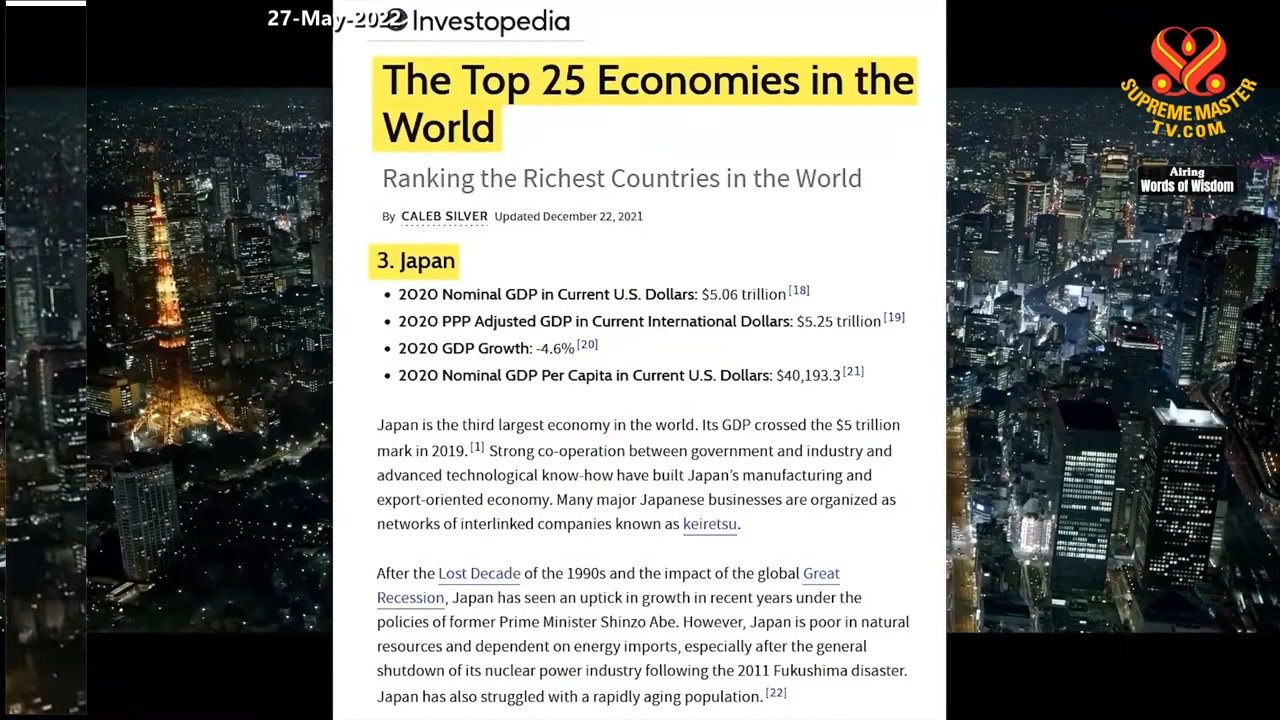 27-May-2022
Investopedia
SUPREME MASTER
TV.COM
The Top 25 Economies in the
World
Airing
Words of Wisdom
Ranking the Richest Countries in the World
By CALEB SILVER Updated December 22, 2021
3. Japan
• 2020 Nominal GDP in Current U.S. Dollars: $5.06 trillion [18]
• 2020 PPP Adjusted GDP in Current International Dollars: $5.25 trillion [19]
• 2020 GDP Growth: -4.6% [20]
• 2020 Nominal GDP Per Capita in Current U.S. Dollars: $40,193.3 [21]
Japan is the third largest economy in the world. Its GDP crossed the $5 trillion
mark in 2019. [1] Strong co-operation between government and industry and
advanced technological know-how have built Japan’s manufacturing and
export-oriented economy. Many major Japanese businesses are organized as
networks of interlinked companies known as keiretsu.
After the Lost Decade of the 1990s and the impact of the global Great
Recession, Japan has seen an uptick in growth in recent years under the
policies of former Prime Minister Shinzo Abe. However, Japan is poor in natural
resources and dependent on energy imports, especially after the general
shutdown of its nuclear power industry following the 2011 Fukushima disaster.
Japan has also struggled with a rapidly aging population. [22]